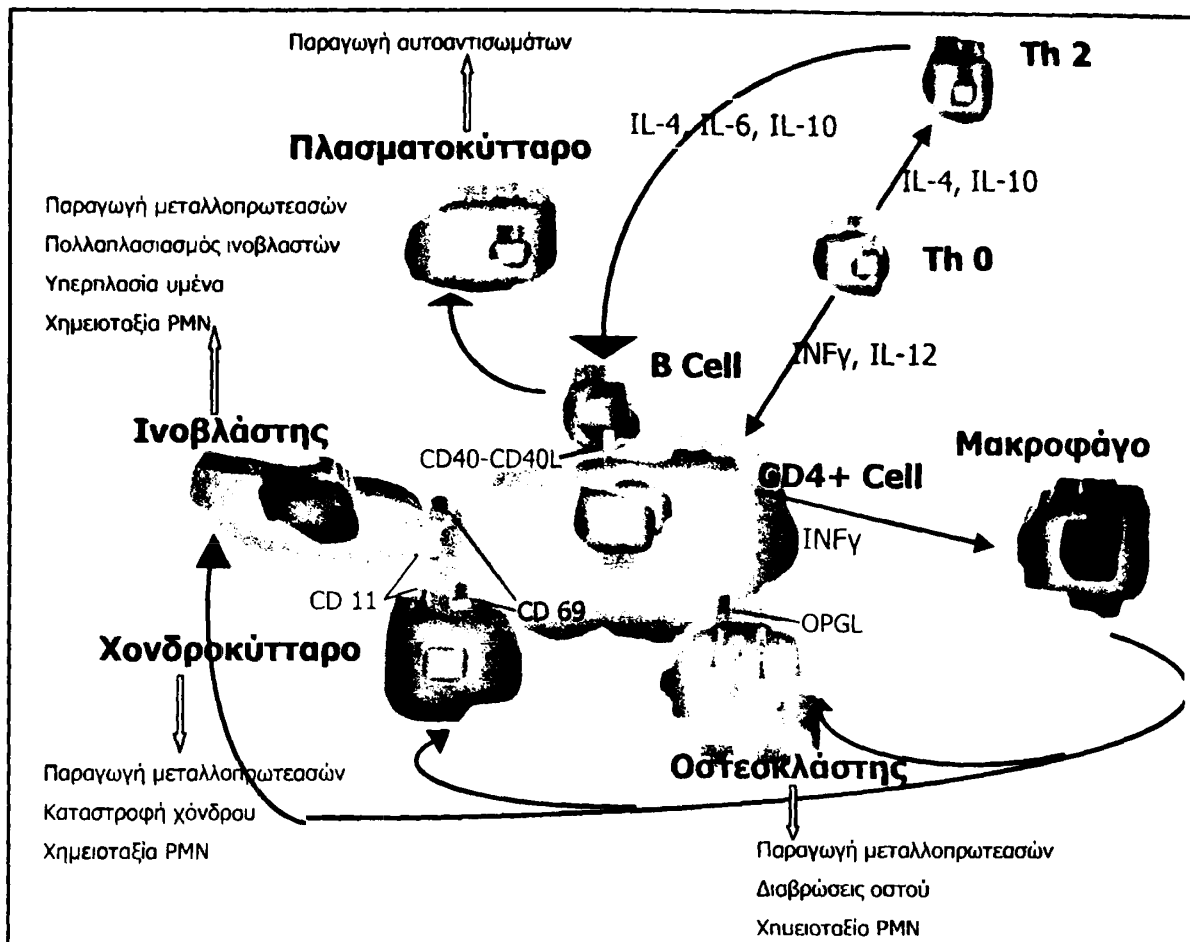 Παραγωγή αυτοαντισωμάτων
Th 2
IL-4, IL-6, IL-10
Πλασματοκύτταρο
IL-4, IL-10
Παραγωγή μεταλλοπρωτεασών
Πολλαπλασιασμός ινοβλαστών
Υπερπλασία υμένα
Χημειοταξία PMN
Th 0
INFγ, IL-12
B Cell
Ινοβλάστης
Μακροφάγο
CD40-CD40L
CD4+ Cell
INFγ
CD 11
CD 69
OPGL
Χονδροκύτταρο
Οστεοκλάστης
Παραγωγή μεταλλοπρωτεασών
Καταστροφή χόνδρου
Χημειοταξία PMN
Παραγωγή μεταλλοπρωτεασών
Διαβρώσεις οστού
Χημειοταξία PMN